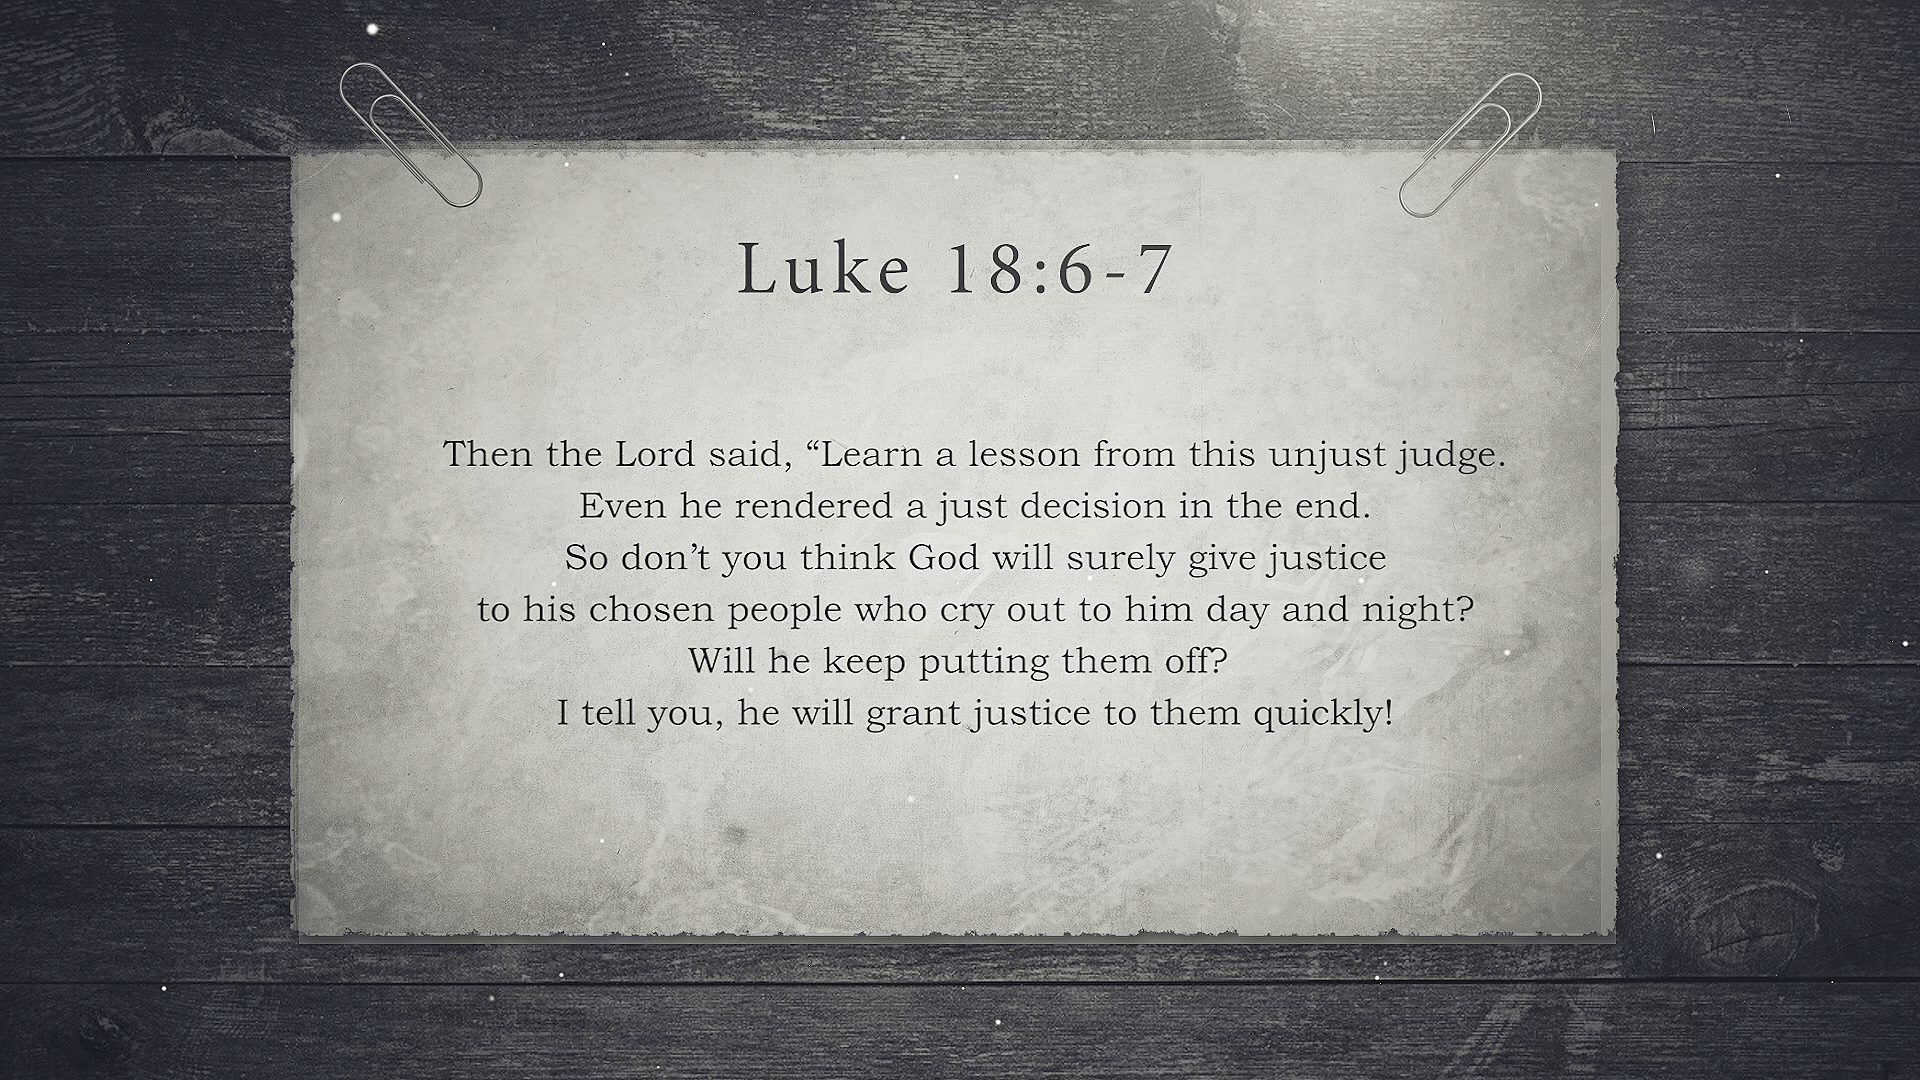 Luke 18:6-7
Then the Lord said, “Learn a lesson from this unjust judge.
Even he rendered a just decision in the end.
So don’t you think God will surely give justice
to his chosen people who cry out to him day and night?
Will he keep putting them off?
I tell you, he will grant justice to them quickly!